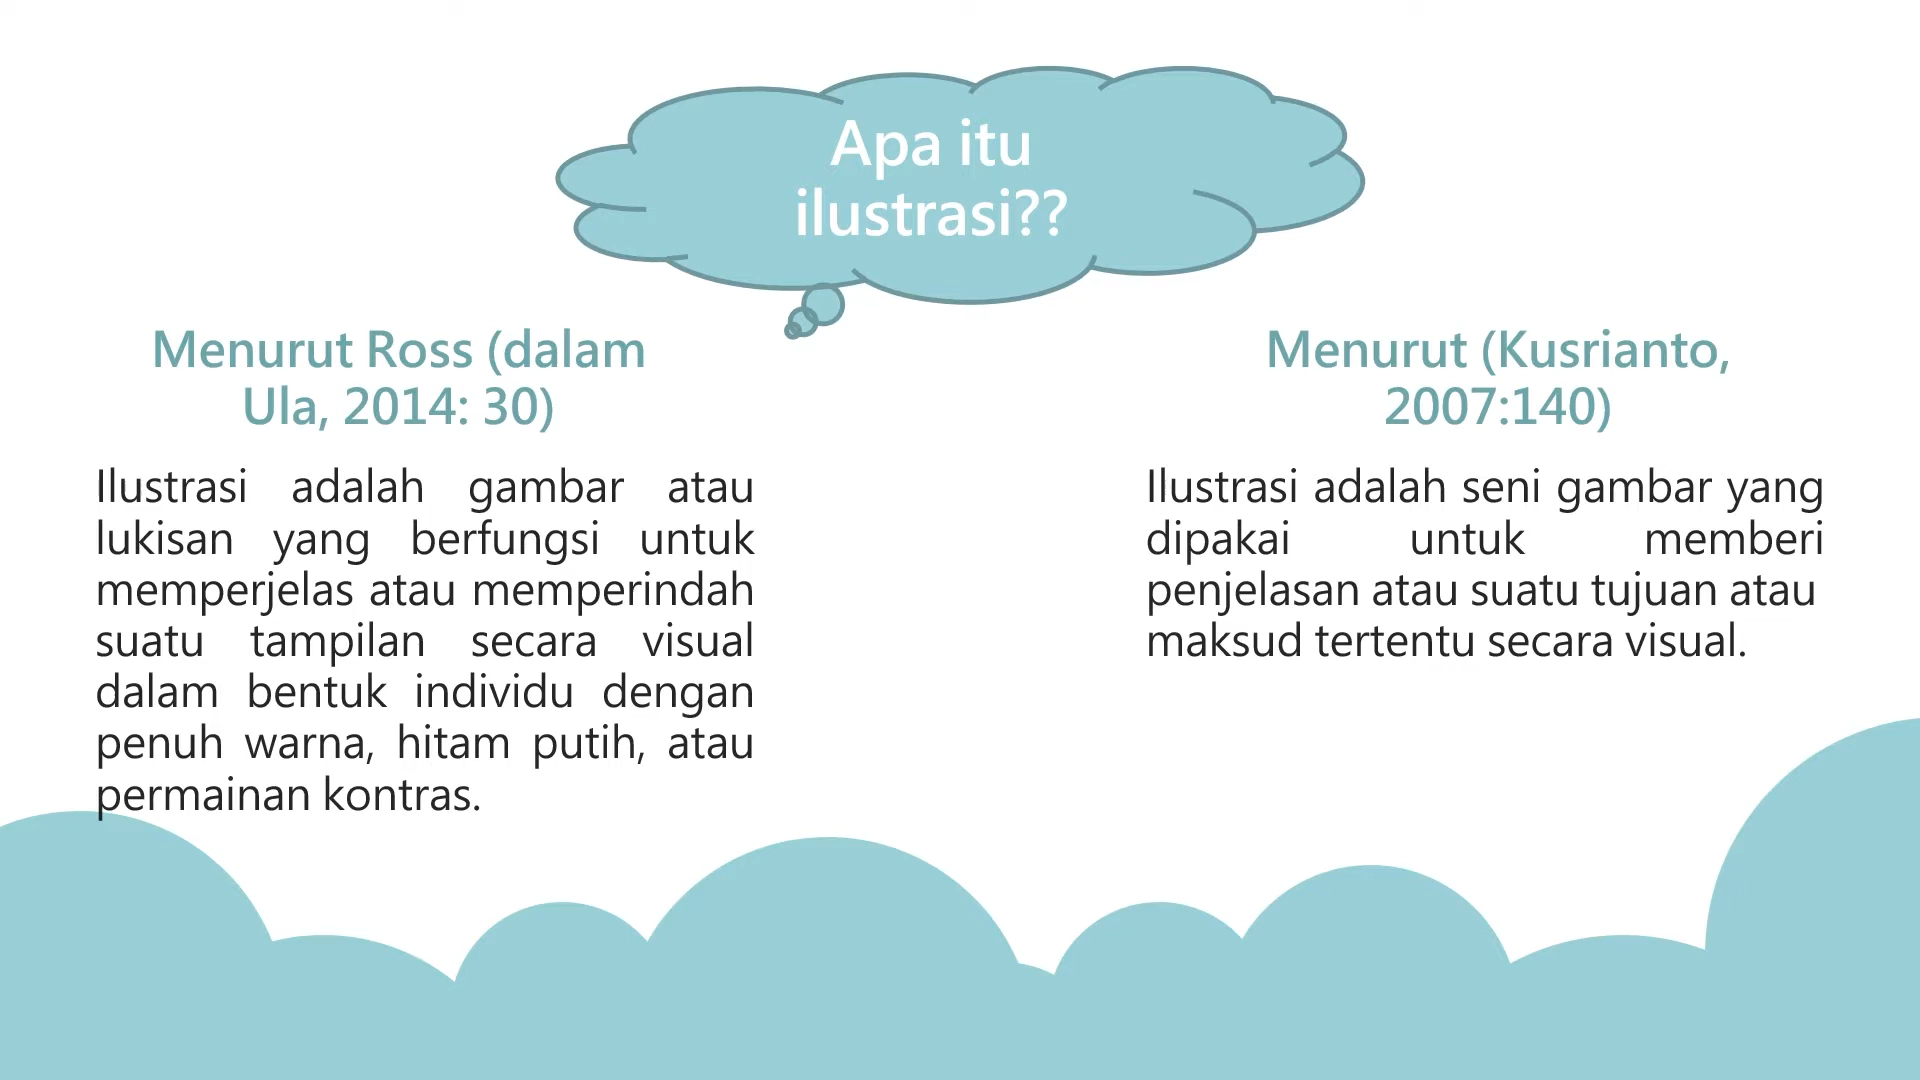 Apa itu
ilustrasi??
Menurut Ross (dalam
Ula, 2014: 30)
Ilustrasi adalah gambar atau
lukisan yang berfungsi untuk
memperjelas atau memperindah
suatu tampilan secara visual
dalam bentuk individu dengan
penuh warna, hitam putih, atau
permainan kontras.
Menurut (Kusrianto,
2007:140)
Ilustrasi adalah seni gambar yang
dipakai untuk memberi
penjelasan atau suatu tujuan atau
maksud tertentu secara visual.